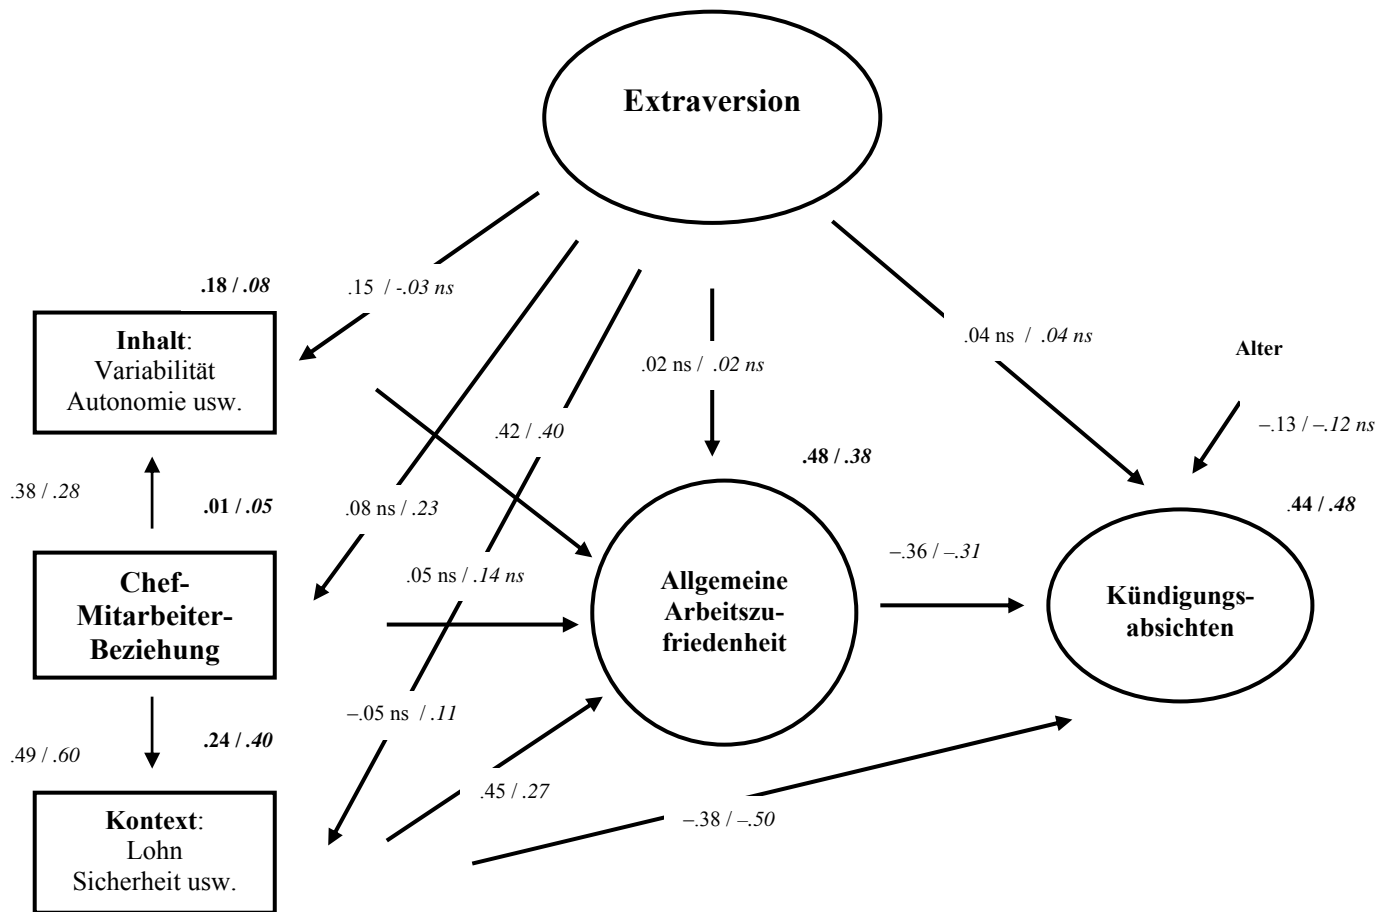 Extraversion
.18 / .08
.15 / -.03 ns
Inhalt:
Variabilität
Autonomie usw.
.04 ns / .04 ns
Alter
.02 ns / .02 ns
–.13 / –.12 ns
.42 / .40
.48 / .38
.38 / .28
.01 / .05
.08 ns / .23
.44 / .48
–.36 / –.31
Chef-
Mitarbeiter-
Beziehung
.05 ns / .14 ns
Allgemeine
Arbeitszu-
friedenheit
Kündigungs-
absichten
–.05 ns / .11
.49 / .60
.24 / .40
.45 / .27
–.38 / –.50
Kontext:
Lohn
Sicherheit usw.